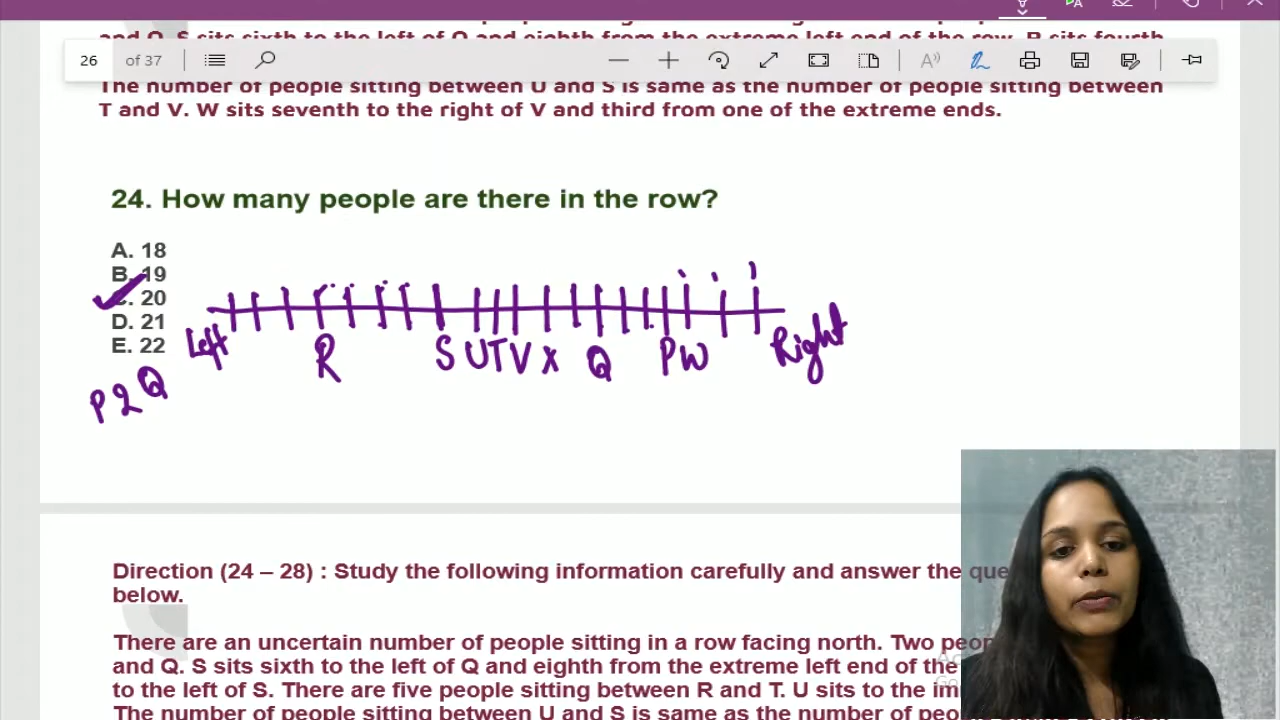 and Q. S sits sixth to the left of Q and eighth from the extreme left end of the row. R sits fourth
26 of 37
The number of people sitting between U and S is same as the number of people sitting between
T and V. W sits seventh to the right of V and third from one of the extreme ends.
24. How many people are there in the row?
A. 18
B. 19
C. 20
D. 21
E. 22
Left R S U T V X Q P W Right
P 2 Q
Direction (24 – 28) : Study the following information carefully and answer the
below.
There are an uncertain number of people sitting in a row facing north. Two
and Q. S sits sixth to the left of Q and eighth from the extreme left end of the
to the left of S. There are five people sitting between R and T. U sits to the
The number of people sitting between U and S is same as the number of